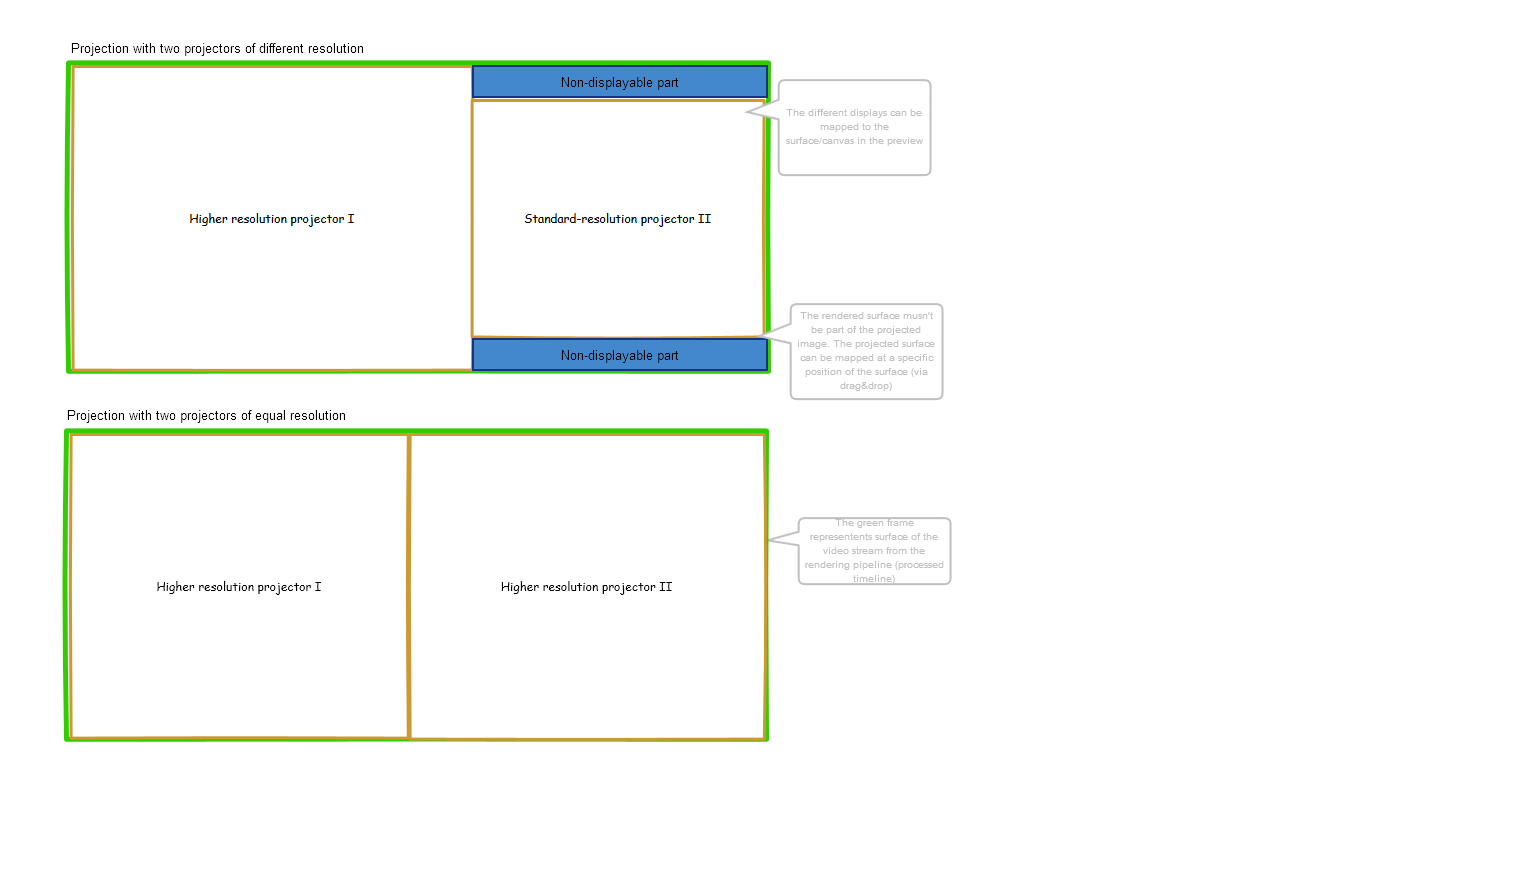 Projection with two projectors of different resolution
Non-displayable part
The different displays can be
mapped to the
surface/canvas in the preview
Higher resolution projector I
Standard-resolution projector II
The rendered surface musn't
be part of the projected
image. The projected surface
can be mapped at a specific
position of the surface (via
drag&drop)
Non-displayable part
Projection with two projectors of equal resolution
The green frame
representents surface of the
video stream from the
rendering pipeline (processed
timeline)
Higher resolution projector I
Higher resolution projector II